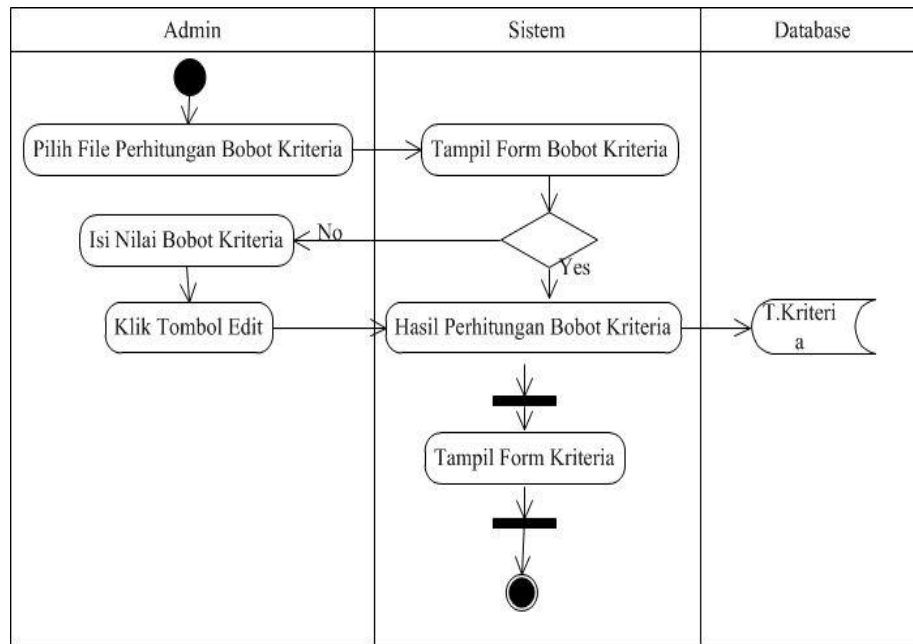 Admin
Sistem
Database
Pilih File Perhitungan Bobot Kriteria
Tampil Form Bobot Kriteria
Isi Nilai Bobot Kriteria
No
Yes
Klik Tombol Edit
Hasil Perhitungan Bobot Kriteria
T.Kriteri
a
Tampil Form Kriteria